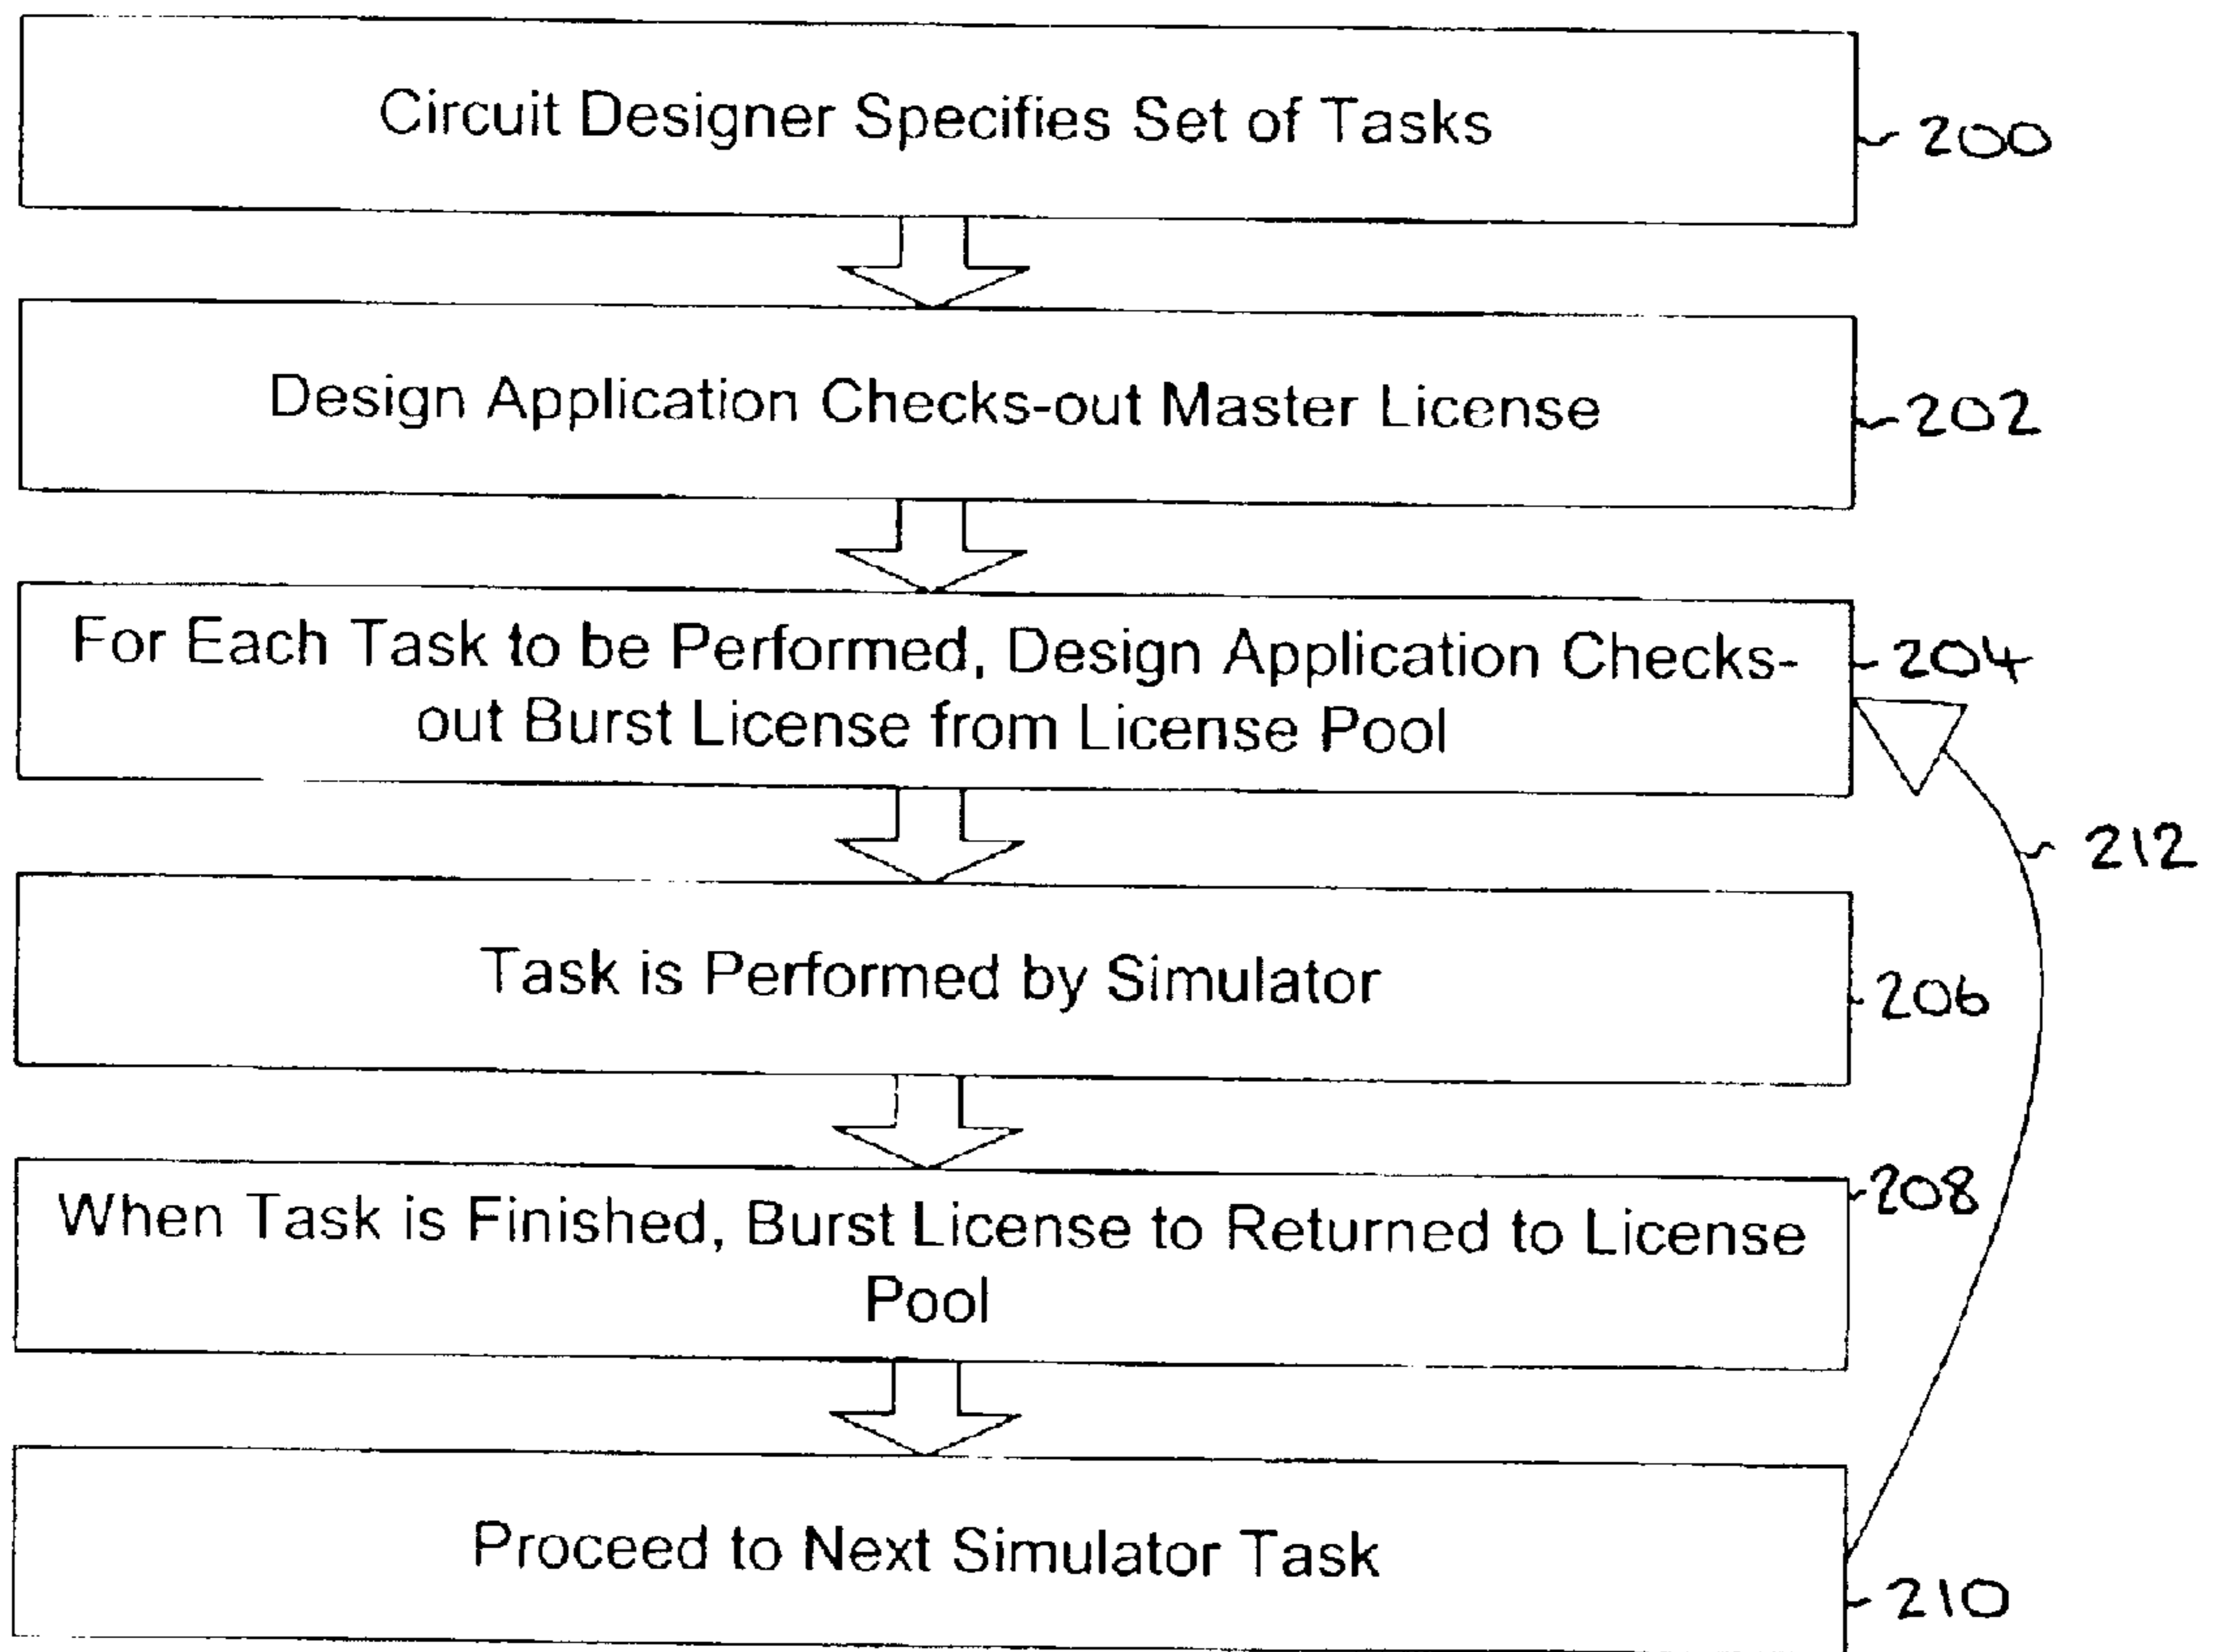 Circuit Designer Specifies Set of Tasks
200
Design Application Checks-out Master License
202
For Each Task to be Performed, Design Application Checks-
out Burst License from License Pool
204
212
Task is Performed by Simulator
206
When Task is Finished, Burst License to Returned to License
Pool
208
Proceed to Next Simulator Task
210